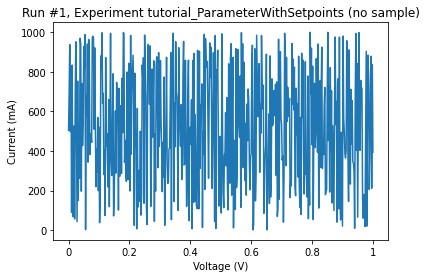 Run #1, Experiment tutorial_ParameterWithSetpoints (no sample)
1000
800
600
400
200
0
Current (mA)
0 0.2 0.4 0.6 0.8 1
Voltage (V)